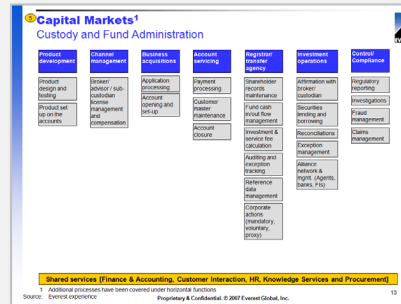 5
Capital Markets1
Custody and Fund Administration
Product
development
Product
design and
testing
Product set
up on the
accounts
Channel
management
Broker/
advisor / sub-
custodian
license
management
and
compensation
Business
acquisitions
Application
processing
Account
opening and
set-up
Account
servicing
Payment
processing
Customer
master
maintenance
Account
closure
Registrar/
transfer
agency
Shareholder
records
maintenance
Fund cash
in/out flow
management
Investment &
service fee
calculation
Auditing and
exception
tracking
Reference
data
management
Corporate
actions
(mandatory,
voluntary,
proxy)
Investment
operations
Affirmation with
broker/
custodian
Securities
lending and
borrowing
Reconciliations
Exception
management
Alliance
network &
mgmt. (Agents,
banks, FIs)
Control/
Compliance
Regulatory
reporting
Investigations
Fraud
management
Claims
management
Shared services [Finance & Accounting, Customer Interaction, HR, Knowledge Services and Procurement]
1 Additional processes have been covered under horizontal functions
Source: Everest experience
Proprietary & Confidential. © 2007 Everest Global, Inc.
13